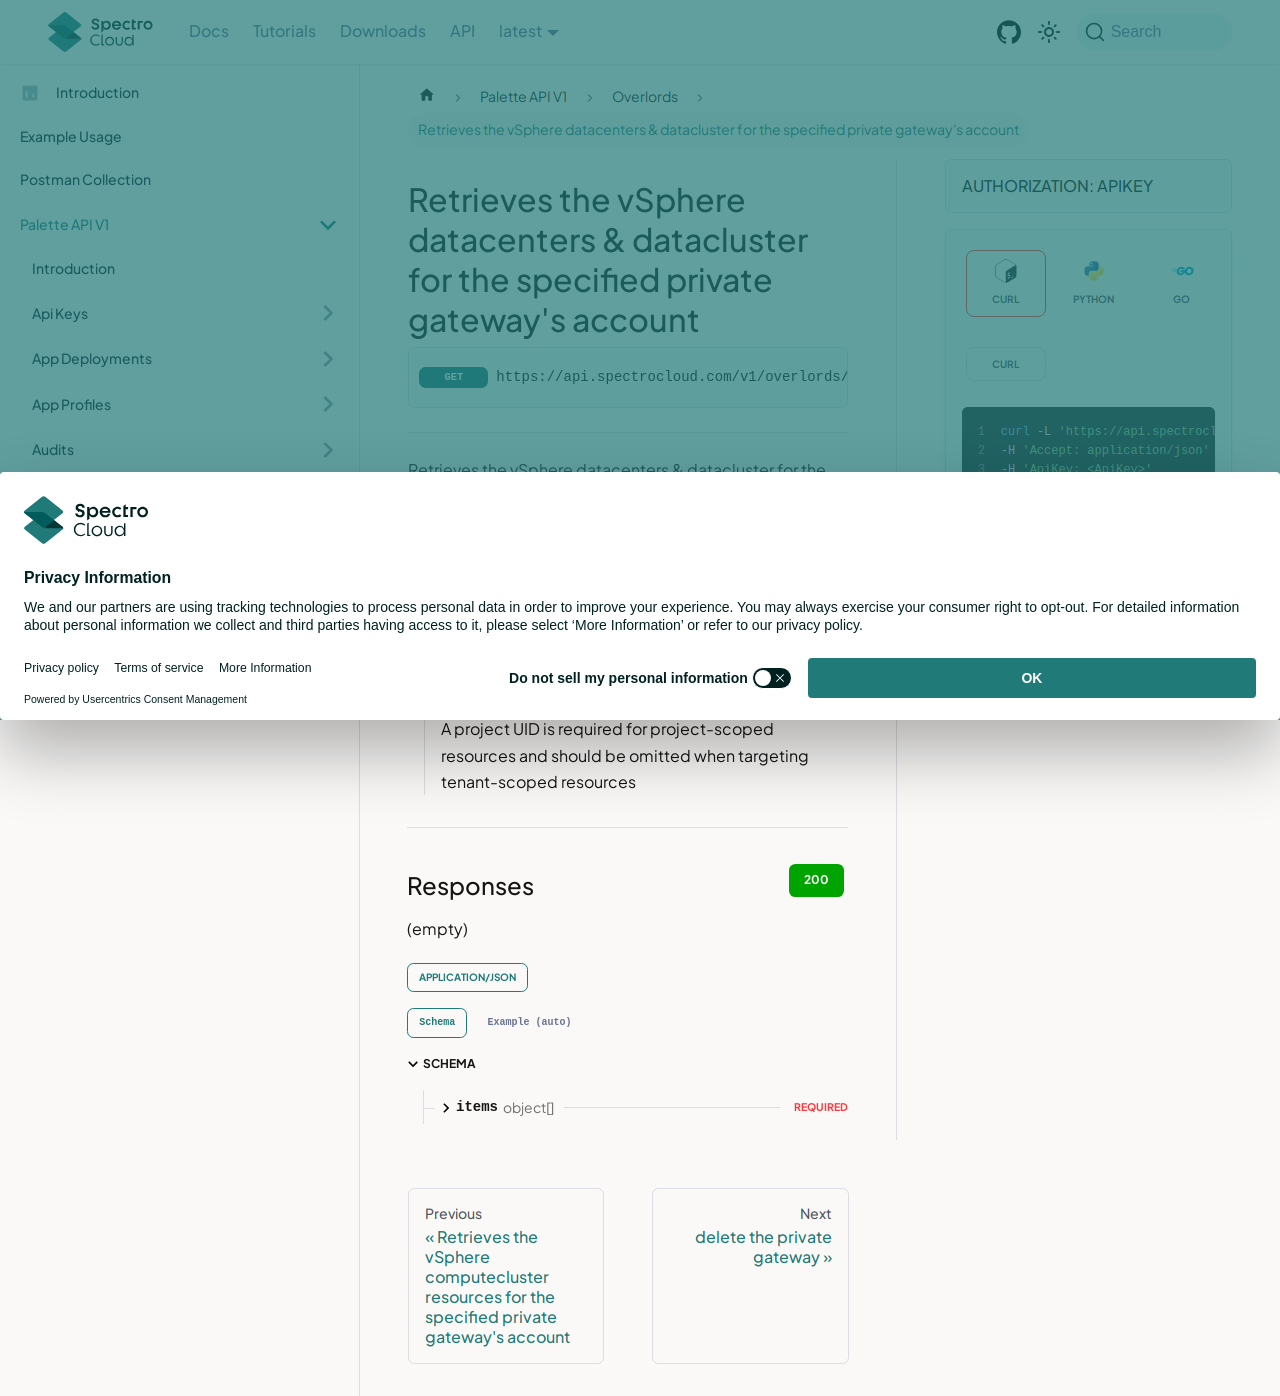 Spectro Cloud
Docs
Tutorials
Downloads
API
latest
Search
Introduction
Example Usage
Postman Collection
Palette API V1
Introduction
Api Keys
App Deployments
App Profiles
Audits
Palette API V1
Overlords
Retrieves the vSphere datacenters & datacluster for the specified private gateway's account
Retrieves the vSphere
datacenters & datacluster
for the specified private
gateway's account
GET https://api.spectrocloud.com/v1/overlords/
Retrieves the vSphere datacenters & datacluster for the
AUTHORIZATION: APIKEY
CURL
PYTHON
GO
CURL
1 curl -L 'https://api.spectrocl
2 -H 'Accept: application/json'
3 -H 'ApiKey: <ApiKey>'
Spectro Cloud
Privacy Information
We and our partners are using tracking technologies to process personal data in order to improve your experience. You may always exercise your consumer right to opt-out. For detailed information
about personal information we collect and third parties having access to it, please select ‘More Information’ or refer to our privacy policy.
Privacy policy
Terms of service
More Information
Do not sell my personal information
OK
Powered by Usercentrics Consent Management
A project UID is required for project-scoped
resources and should be omitted when targeting
tenant-scoped resources
Responses
200
(empty)
APPLICATION/JSON
Schema
Example (auto)
SCHEMA
items object[]
REQUIRED
Previous
« Retrieves the
vSphere
computecluster
resources for the
specified private
gateway's account
Next
delete the private
gateway »